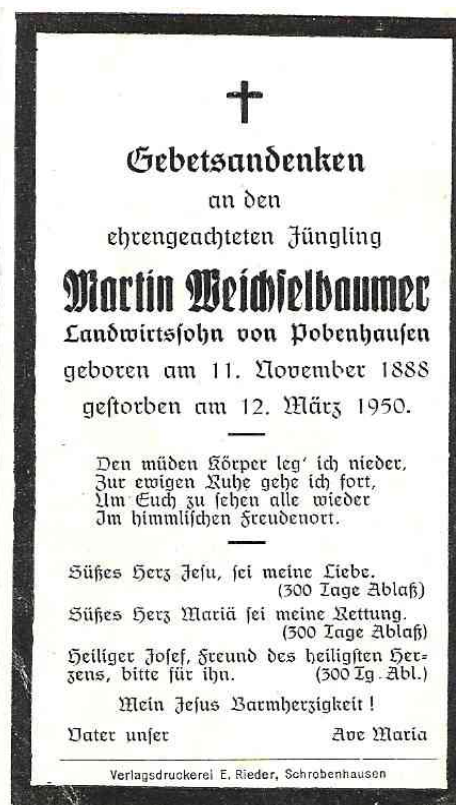 Gebetsandenken
an den
ehrengeachteten Jüngling
Martin Weichselbaumer
Landwirtssohn von Pobenhausen
geboren am 11. November 1888
gestorben am 12. März 1950.
Den müden Körper leg' ich nieder,
Zur ewigen Ruhe gehe ich fort,
Um Euch zu sehen alle wieder
Im himmlischen Freudenort.
Süßes Herz Jesu, sei meine Liebe.
(300 Tage Ablaß)
Süßes Herz Mariä sei meine Rettung.
(300 Tage Ablaß)
Heiliger Josef, Freund des heiligsten Her-
zens, bitte für ihn. (300 Tg. Abl.)
Mein Jesus Barmherzigkeit!
Vater unser Ave Maria
Verlagsdruckerei E. Rieder, Schrobenhausen